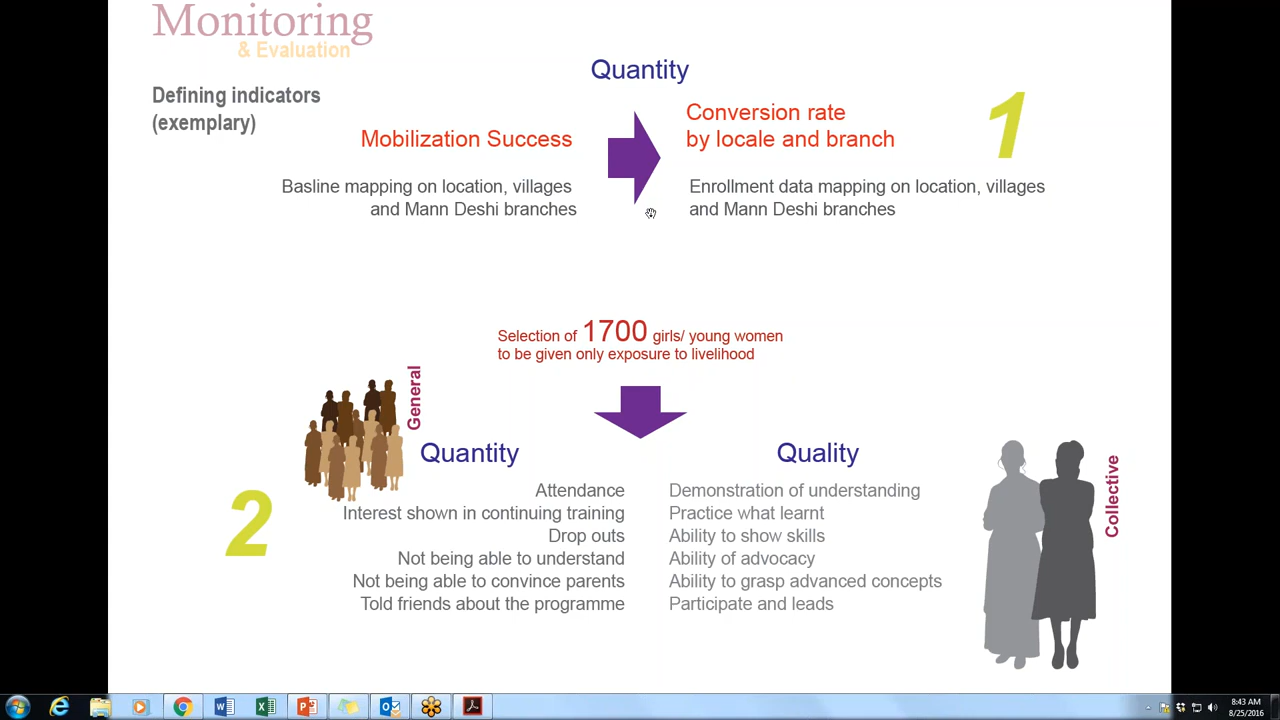 Monitoring
& Evaluation
Quantity
Defining indicators
(exemplary)
Mobilization Success
Conversion rate
by locale and branch
1
Basline mapping on location, villages
and Mann Deshi branches
Enrollment data mapping on location, villages
and Mann Deshi branches
Selection of 1700 girls/ young women
to be given only exposure to livelihood
General
Quantity
Quality
2
Attendance
Interest shown in continuing training
Drop outs
Not being able to understand
Not being able to convince parents
Told friends about the programme
Demonstration of understanding
Practice what learnt
Ability to show skills
Ability of advocacy
Ability to grasp advanced concepts
Participate and leads
Collective
8:43 AM
8/25/2016